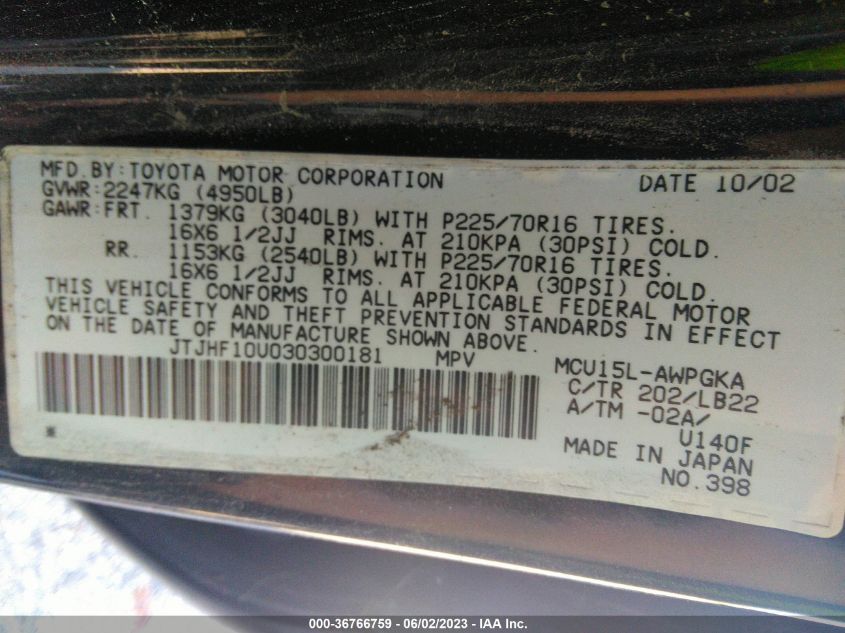 MFD.BY:TOYOTA MOTOR CORPORATION DATE 10/02
GVWR:2247KG (4950LB)
GAWR:FRT. 1379KG (3040LB) WITH P225/70R16 TIRES.
16X6 1/2JJ RIMS. AT 210KPA (30PSI) COLD.
RR. 1153KG (2540LB) WITH P225/70R16 TIRES.
16X6 1/2JJ RIMS. AT 210KPA (30PSI) COLD.
THIS VEHICLE CONFORMS TO ALL APPLICABLE FEDERAL MOTOR
VEHICLE SAFETY AND THEFT PREVENTION STANDARDS IN EFFECT
ON THE DATE OF MANUFACTURE SHOWN ABOVE.
JTJHF10U030300181 MPV
MCU15L-AWPGKA
C/TR 202/LB22
A/TM -02A/
U140F
MADE IN JAPAN
NO.398
000-36766759 - 06/02/2023 - IAA Inc.